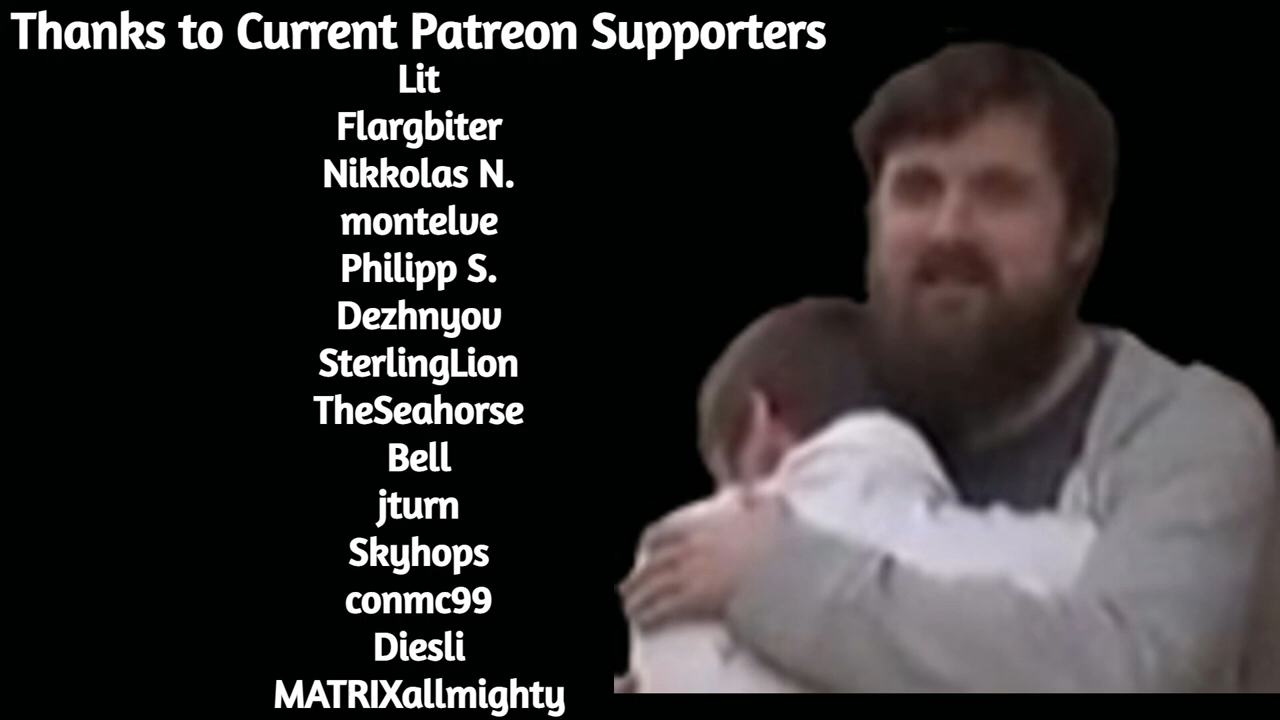 Thanks to Current Patreon Supporters
Lit
Flargbiter
Nikkolas N.
montelve
Philipp S.
Dezhnyov
SterlingLion
TheSeahorse
Bell
jturn
Skyhops
conmc99
Diesli
MATRIXallmighty